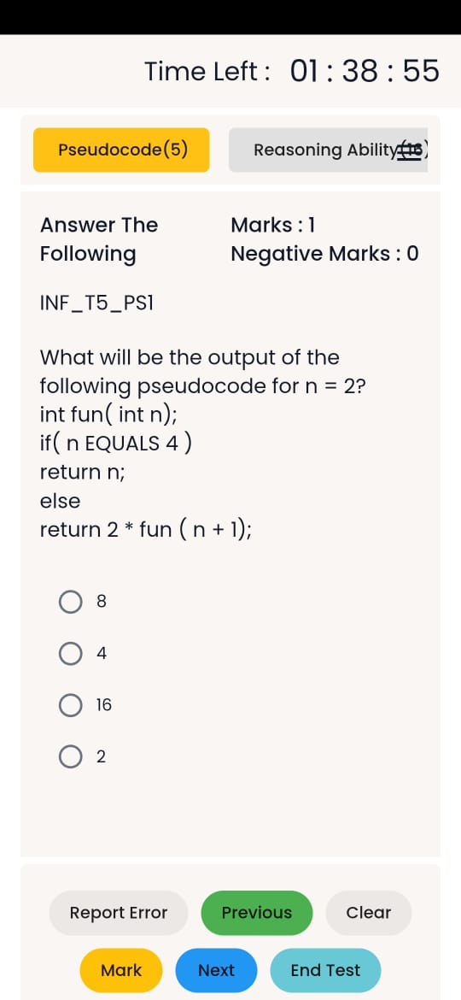 Time Left : 01 : 38 : 55
Pseudocode(5) Reasoning Ability
Answer The Marks : 1
Following Negative Marks : 0
INF_T5_PS1
What will be the output of the
following pseudocode for n = 2?
int fun( int n);
if( n EQUALS 4 )
return n;
else
return 2 * fun ( n + 1);
8
4
16
2
Report Error Previous Clear
Mark Next End Test